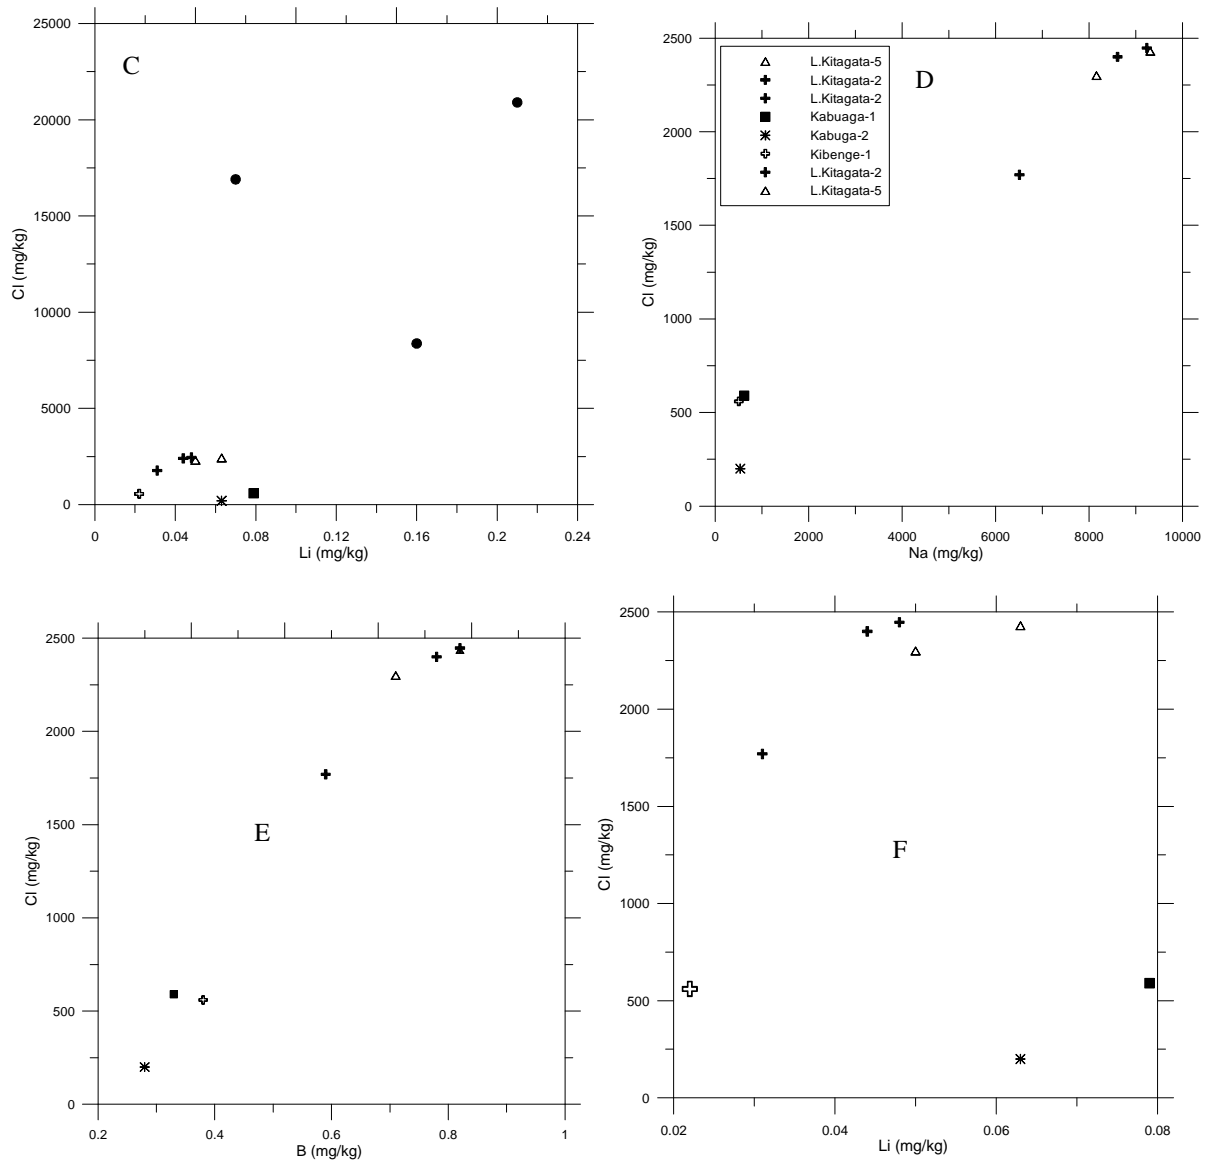 25000
C
20000
15000
10000
5000
0
Cl (mg/kg)
0 0.04 0.08 0.12 0.16 0.2 0.24
Li (mg/kg)
2500
L.Kitagata-5
L.Kitagata-2
L.Kitagata-2
Kabuaga-1
Kabuga-2
Kibenge-1
L.Kitagata-2
L.Kitagata-5
D
2000
1500
1000
500
0
Cl (mg/kg)
0 2000 4000 6000 8000 10000
Na (mg/kg)
2500
2000
1500
E
1000
500
0
Cl (mg/kg)
0.2 0.4 0.6 0.8 1
B (mg/kg)
2500
2000
1500
F
1000
500
0
Cl (mg/kg)
0.02 0.04 0.06 0.08
Li (mg/kg)